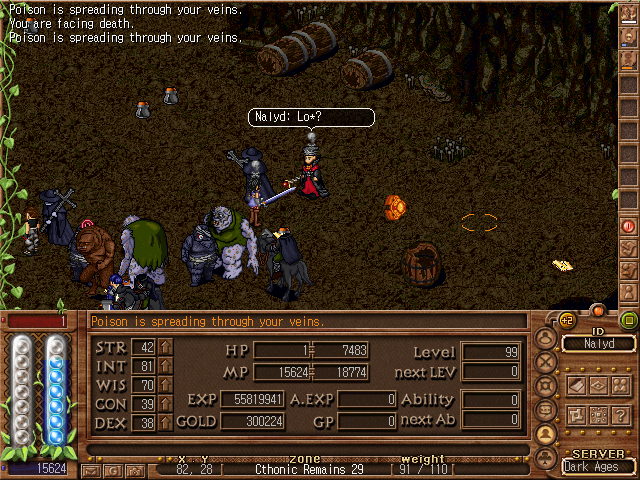 Poison is spreading through your veins.
You are facing death.
Poison is spreading through your veins.
Nalyd: Lo*?
1
Poison is spreading through your veins.
+2
ID
Nalyd
STR 42
HP 1 7483
Level 99
INT 81
MP 15624 18774
next LEV 0
WIS 70
CON 39
EXP 55819941
A.EXP 0
Ability 0
DEX 38
GOLD 300224
GP 0
next Ab 0
G
?
SERVER
Dark Ages
x y zone weight
15624
82, 28 Cthonic Remains 29 91 / 110